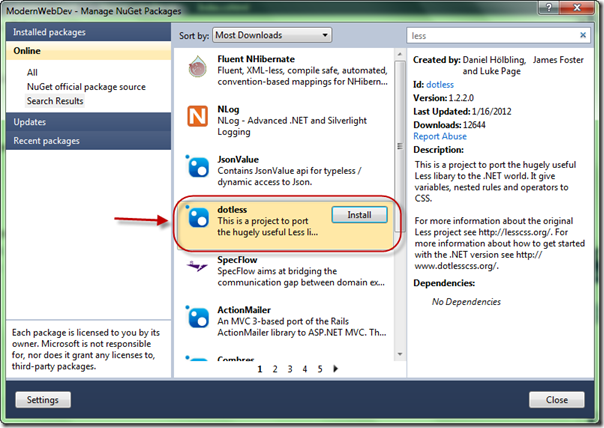 ModernWebDev - Manage NuGet Packages
Installed packages
Online
All
NuGet official package source
Search Results
Updates
Recent packages
Each package is licensed to you by its
owner. Microsoft is not responsible
for, nor does it grant any licenses to,
third-party packages.
Sort by: Most Downloads
Fluent NHibernate
Fluent, XML-less, compile safe, automated,
convention-based mappings for NHibern...
NLog
NLog - Advanced .NET and Silverlight
Logging
JsonValue
Contains JsonValue api for typeless /
dynamic access to Json.
dotless
This is a project to port
the hugely useful Less li...
Install
SpecFlow
SpecFlow aims at bridging the
communication gap between domain ex...
ActionMailer
An MVC 3-based port of the Rails
ActionMailer library to ASP.NET MVC. Th...
Combres
1 2 3 4 5
less
Created by: Daniel Hölbling, James Foster
and Luke Page
Id: dotless
Version: 1.2.2.0
Last Updated: 1/16/2012
Downloads: 12644
Report Abuse
Description:
This is a project to port the hugely useful
Less libary to the .NET world. It give
variables, nested rules and operators to
CSS.
For more information about the original
Less project see http://lesscss.org/. For
more information about how to get started
with the .NET version see http://
www.dotlesscss.org/.
Dependencies:
No Dependencies
Settings
Close